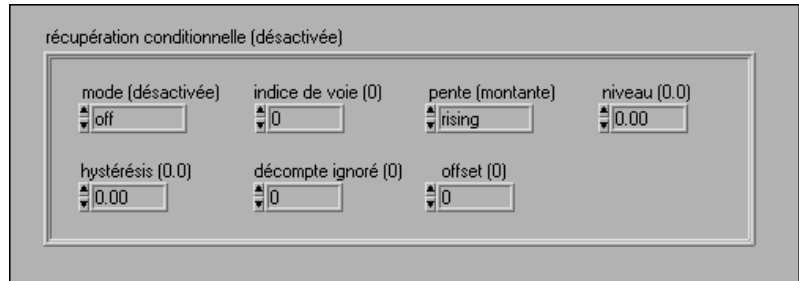 récupération conditionnelle (désactivée)
mode (désactivée) indice de voie (0) pente (montante) niveau (0.0)
off 0 rising 0.00
hystérésis (0.0) décompte ignoré (0) offset (0)
0.00 0 0